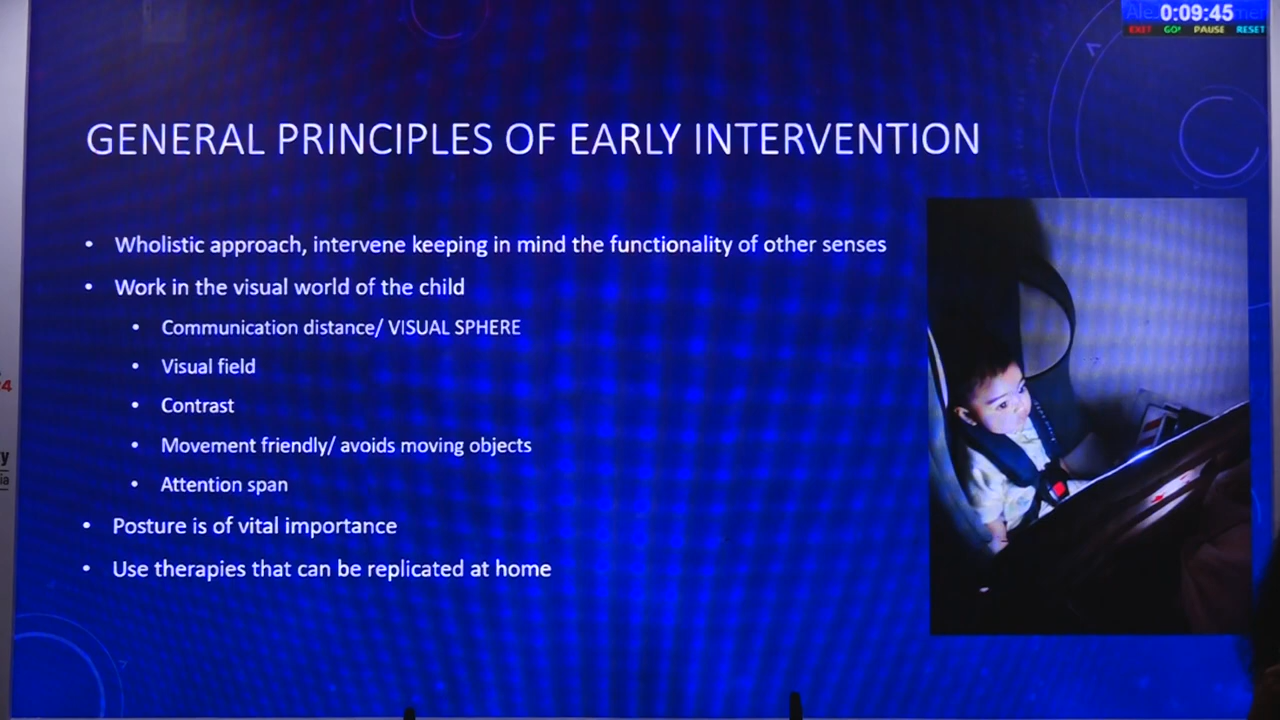 0:09:45
EXIT GO! PAUSE RESET
GENERAL PRINCIPLES OF EARLY INTERVENTION
• Wholistic approach, intervene keeping in mind the functionality of other senses
• Work in the visual world of the child
• Communication distance/ VISUAL SPHERE
• Visual field
• Contrast
• Movement friendly/ avoids moving objects
• Attention span
• Posture is of vital importance
• Use therapies that can be replicated at home